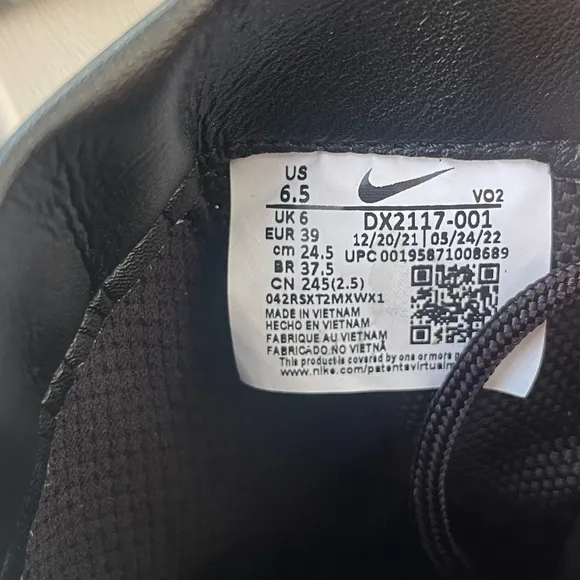 US
6.5
VO2
UK 6
DX2117-001
EUR 39
12/20/21 | 05/24/22
cm 24.5
UPC 00195871008689
BR 37,5
CN 245(2.5)
042RSXT2MXWX1
MADE IN VIETNAM
HECHO EN VIETNAM
FABRIQUE AU VIETNAM
FABRICADO NO VIETNÃ
This product is covered by one or more p
www.nike.com/patentsvirtualm